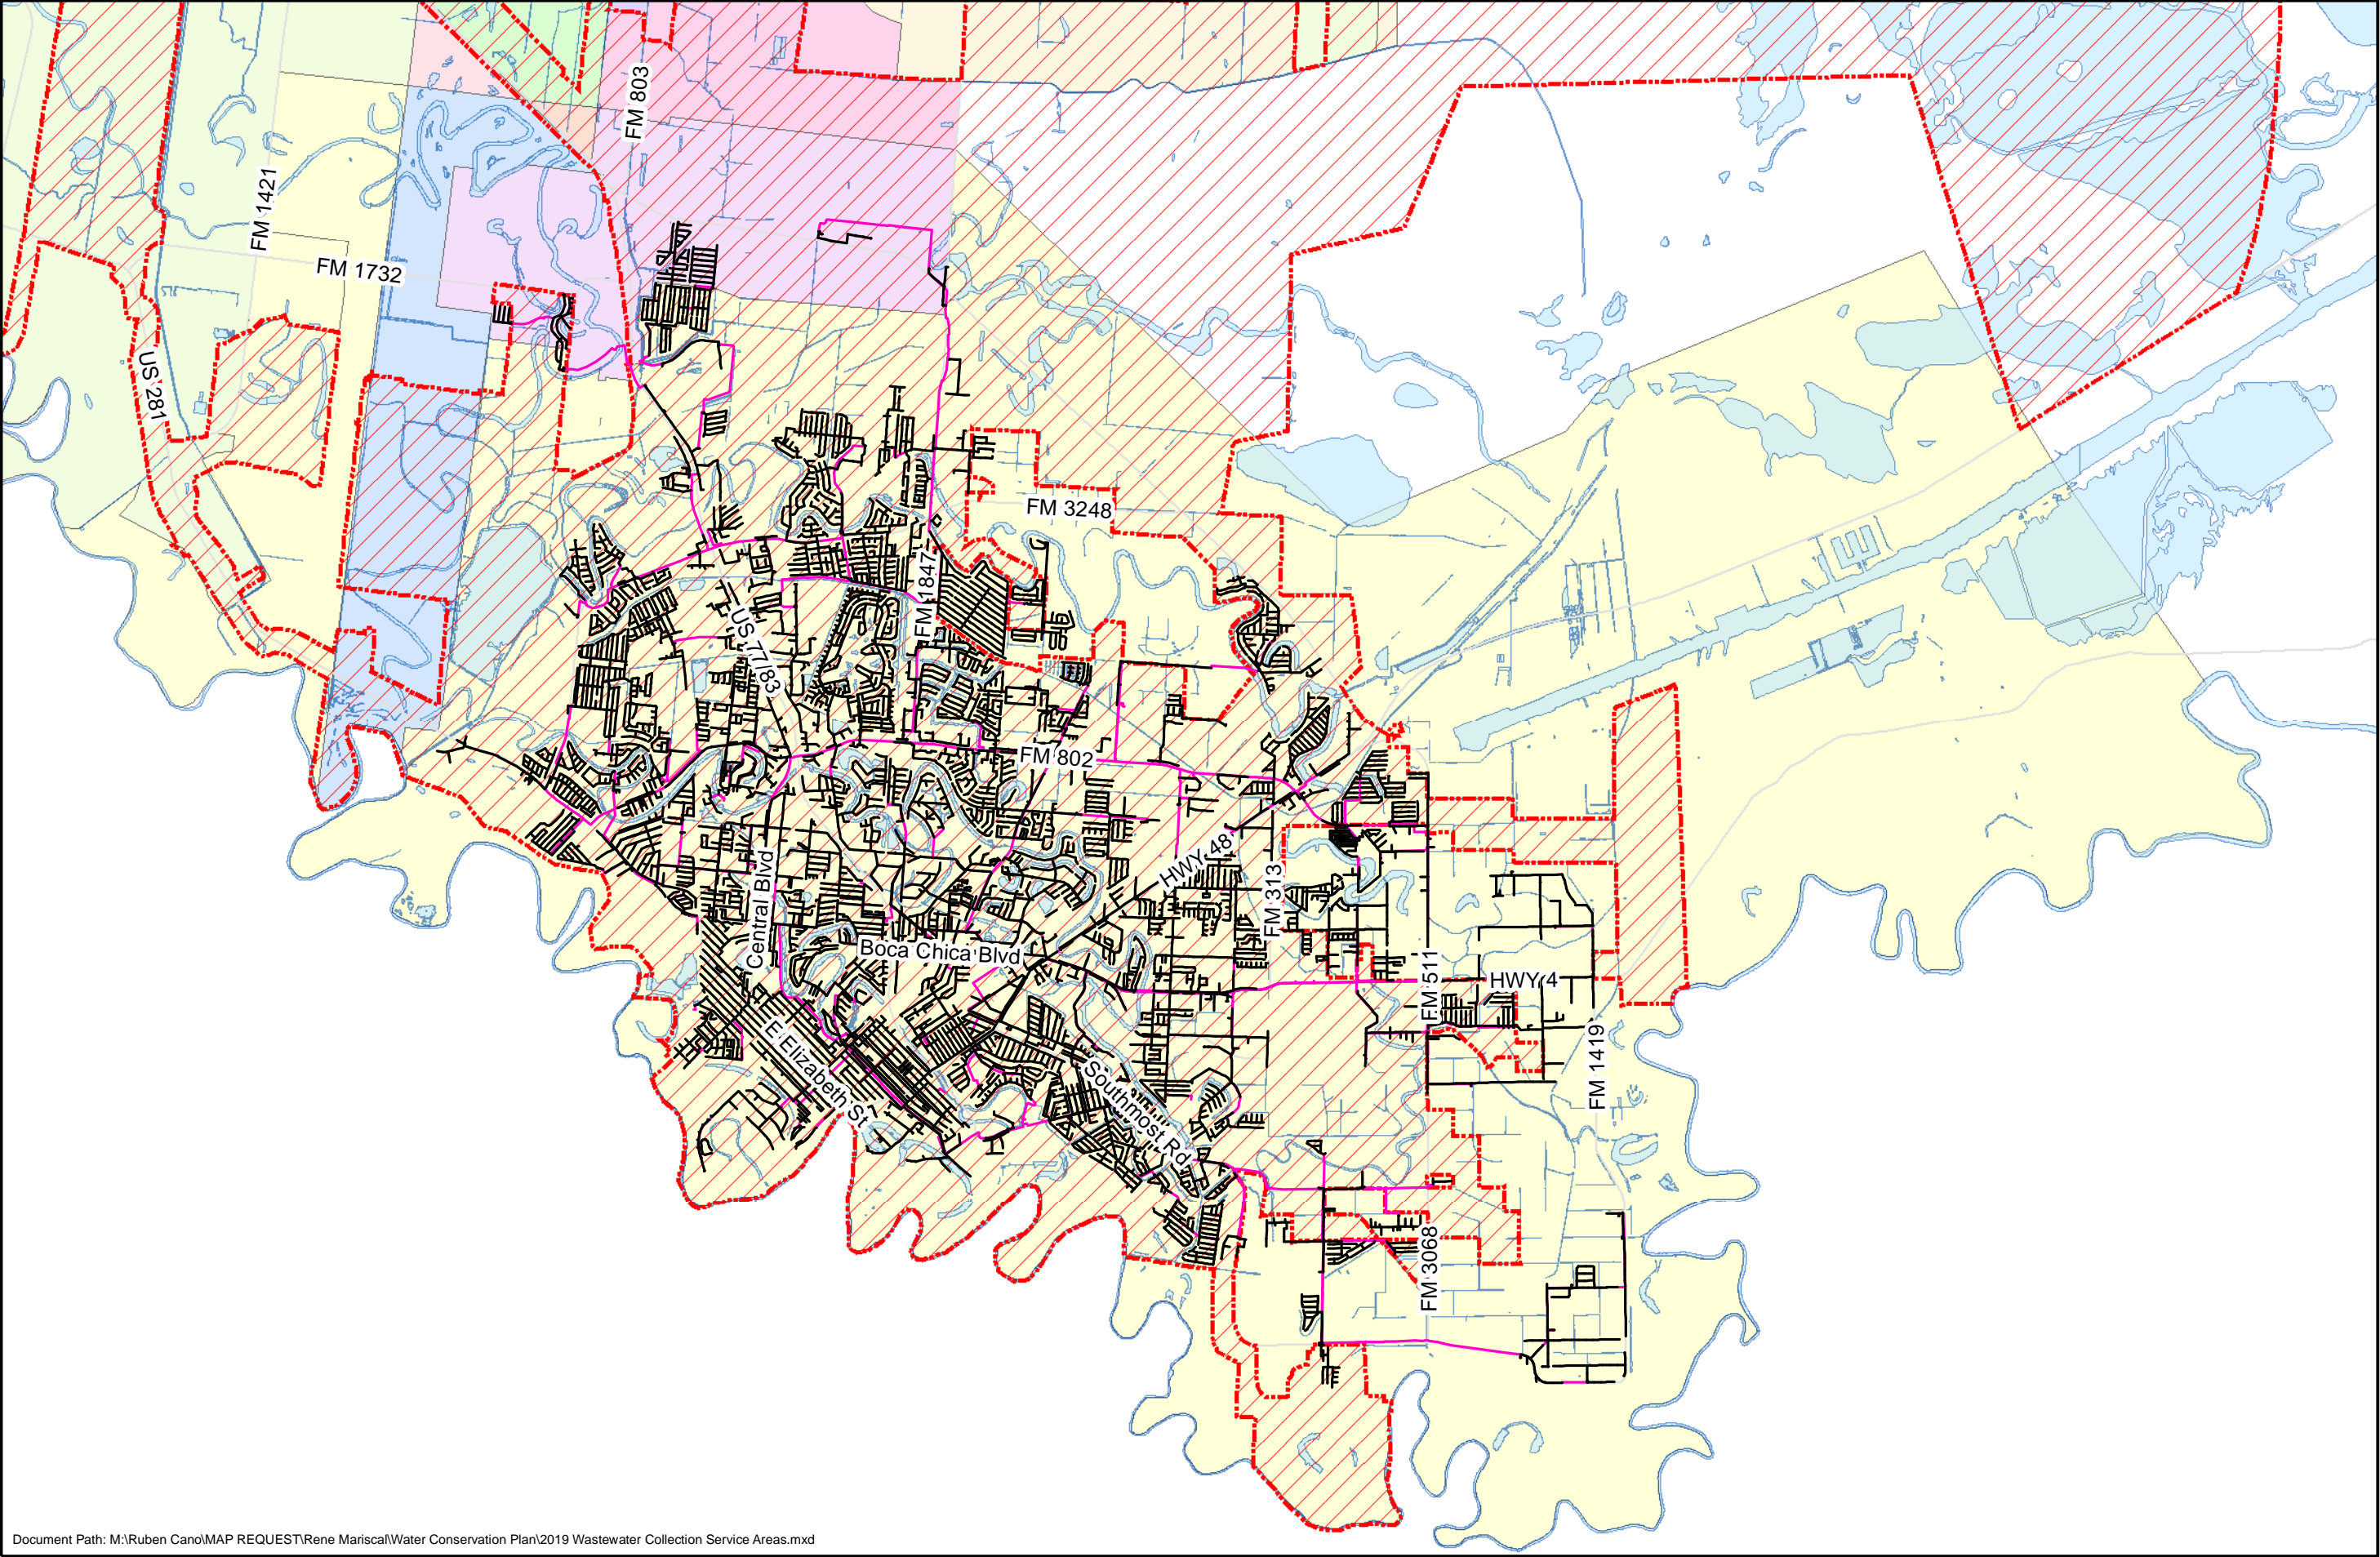 FM 803
FM 1421
FM 1732
US 281
FM 3248
FM 1847
US 77/83
FM 802
HWY 48
Central Blvd
FM 313
Boca Chica Blvd
FM 511
HWY 4
E Elizabeth St
FM 1419
Southmost Rd
FM 3068
Document Path: M:\Ruben Cano\MAP REQUEST\Rene Mariscal\Water Conservation Plan\2019 Wastewater Collection Service Areas.mxd